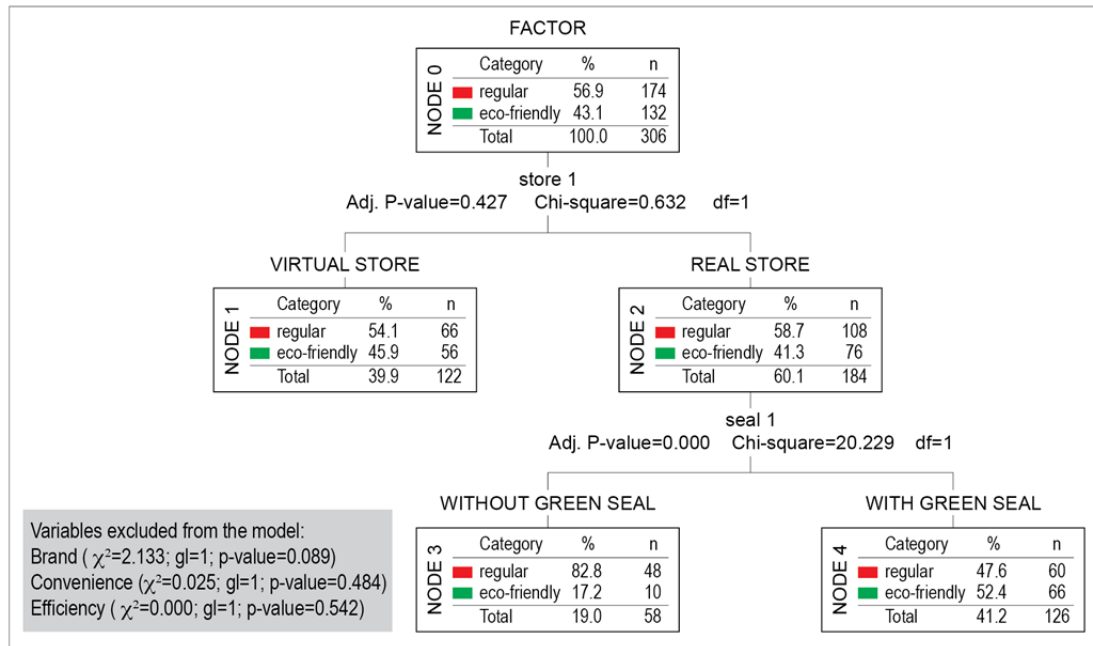 FACTOR
NODE 0
Category % n
regular 56.9 174
eco-friendly 43.1 132
Total 100.0 306
store 1
Adj. P-value=0.427 Chi-square=0.632 df=1
VIRTUAL STORE
NODE 1
Category % n
regular 54.1 66
eco-friendly 45.9 56
Total 39.9 122
REAL STORE
NODE 2
Category % n
regular 58.7 108
eco-friendly 41.3 76
Total 60.1 184
seal 1
Adj. P-value=0.000 Chi-square=20.229 df=1
WITHOUT GREEN SEAL
NODE 3
Category % n
regular 82.8 48
eco-friendly 17.2 10
Total 19.0 58
WITH GREEN SEAL
NODE 4
Category % n
regular 47.6 60
eco-friendly 52.4 66
Total 41.2 126
Variables excluded from the model:
Brand ( χ²=2.133; gl=1; p-value=0.089)
Convenience (χ²=0.025; gl=1; p-value=0.484)
Efficiency ( χ²=0.000; gl=1; p-value=0.542)